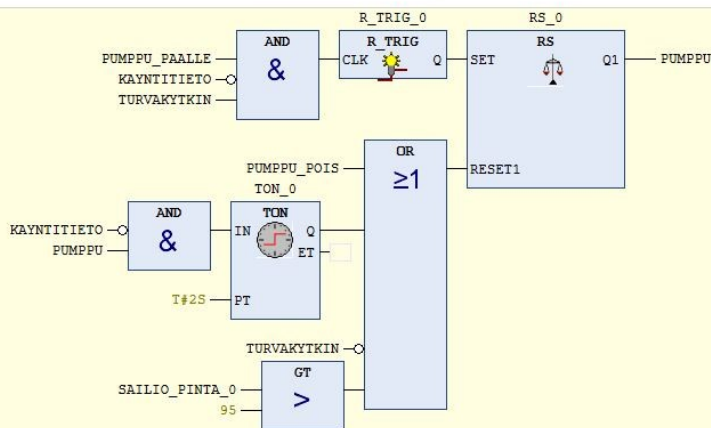 R_TRIG_0 RS_0
AND R_TRIG RS
PUMPPU_PAALLE & CLK Q SET Q1 PUMPPU
KAYNTITIETO
TURVAKYTKIN
OR
PUMPPU_POIS ≥1 RESET1
TON_0
AND TON
KAYNTITIETO & IN Q
PUMPPU ET
T#2S PT
TURVAKYTKIN
GT
SAILIO_PINTA_0 >
95